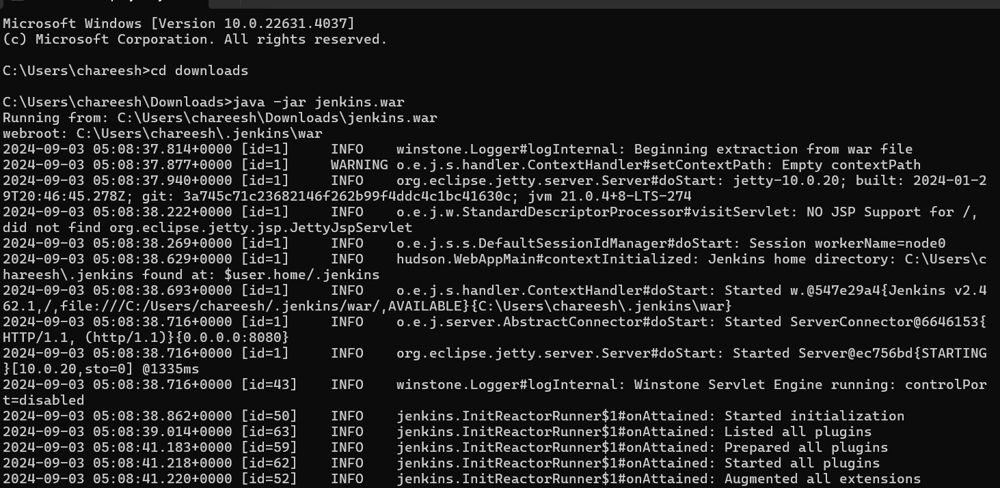 Microsoft Windows [Version 10.0.22631.4037]
(c) Microsoft Corporation. All rights reserved.
C:\Users\chareesh>cd downloads
C:\Users\chareesh\Downloads>java -jar jenkins.war
Running from: C:\Users\chareesh\Downloads\jenkins.war
webroot: C:\Users\chareesh\.jenkins\war
2024-09-03 05:08:37.814+0000 [id=1]     INFO    winstone.Logger#logInternal: Beginning extraction from war file
2024-09-03 05:08:37.877+0000 [id=1]     WARNING o.e.j.s.handler.ContextHandler#setContextPath: Empty contextPath
2024-09-03 05:08:37.940+0000 [id=1]     INFO    org.eclipse.jetty.server.Server#doStart: jetty-10.0.20; built: 2024-01-2
9T20:46:45.278Z; git: 3a745c71c23682146f262b99f4ddc4c1bc41630c; jvm 21.0.4+8-LTS-274
2024-09-03 05:08:38.222+0000 [id=1]     INFO    o.e.j.w.StandardDescriptorProcessor#visitServlet: NO JSP Support for /,
did not find org.eclipse.jetty.jsp.JettyJspServlet
2024-09-03 05:08:38.269+0000 [id=1]     INFO    o.e.j.s.s.DefaultSessionIdManager#doStart: Session workerName=node0
2024-09-03 05:08:38.629+0000 [id=1]     INFO    hudson.WebAppMain#contextInitialized: Jenkins home directory: C:\Users\c
hareesh\.jenkins found at: $user.home/.jenkins
2024-09-03 05:08:38.693+0000 [id=1]     INFO    o.e.j.s.handler.ContextHandler#doStart: Started w.@547e29a4{Jenkins v2.4
62.1,/,file:///C:/Users/chareesh/.jenkins/war/,AVAILABLE}{C:\Users\chareesh\.jenkins\war}
2024-09-03 05:08:38.716+0000 [id=1]     INFO    o.e.j.server.AbstractConnector#doStart: Started ServerConnector@6646153{
HTTP/1.1, (http/1.1)}{0.0.0.0:8080}
2024-09-03 05:08:38.716+0000 [id=1]     INFO    org.eclipse.jetty.server.Server#doStart: Started Server@ec756bd{STARTING
}[10.0.20,sto=0] @1335ms
2024-09-03 05:08:38.716+0000 [id=43]    INFO    winstone.Logger#logInternal: Winstone Servlet Engine running: controlPor
t=disabled
2024-09-03 05:08:38.862+0000 [id=50]    INFO    jenkins.InitReactorRunner$1#onAttained: Started initialization
2024-09-03 05:08:39.014+0000 [id=63]    INFO    jenkins.InitReactorRunner$1#onAttained: Listed all plugins
2024-09-03 05:08:41.183+0000 [id=59]    INFO    jenkins.InitReactorRunner$1#onAttained: Prepared all plugins
2024-09-03 05:08:41.218+0000 [id=62]    INFO    jenkins.InitReactorRunner$1#onAttained: Started all plugins
2024-09-03 05:08:41.220+0000 [id=52]    INFO    jenkins.InitReactorRunner$1#onAttained: Augmented all extensions